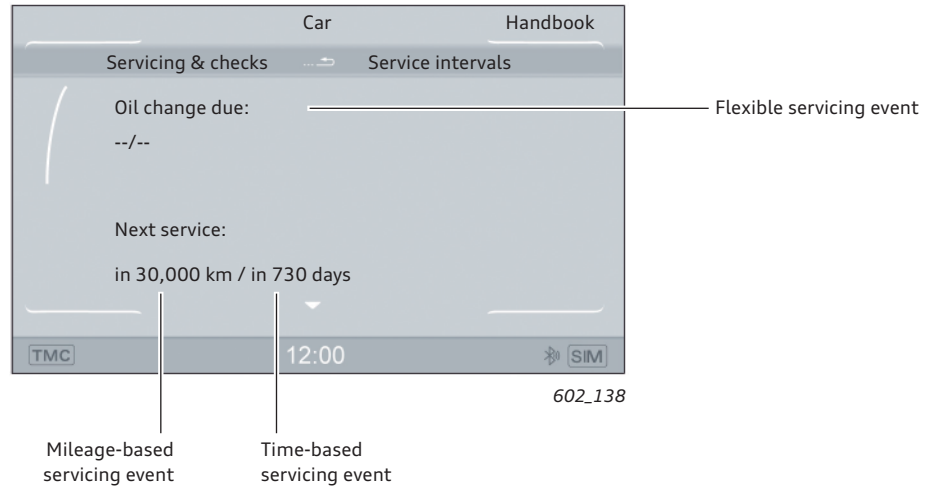 Car
Handbook
Servicing & checks
Service intervals
Oil change due:
Flexible servicing event
--/--
Next service:
in 30,000 km / in 730 days
TMC
12:00
SIM
602_138
Mileage-based
servicing event
Time-based
servicing event